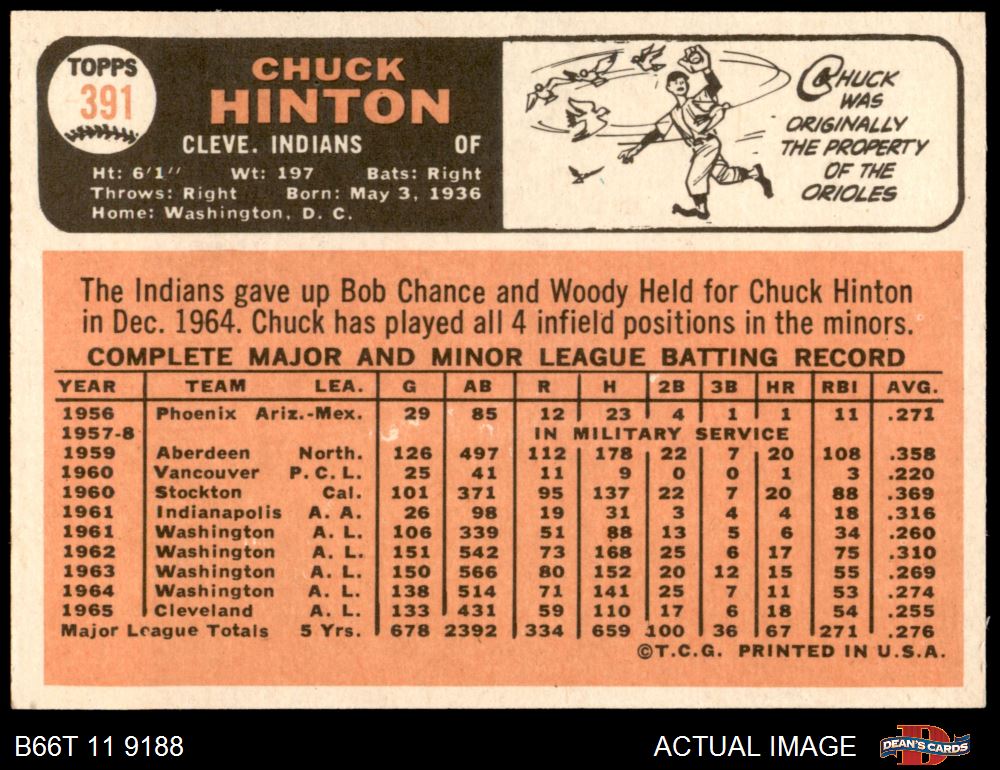 TOPPS
391
CHUCK
HINTON
CLEVE. INDIANS OF
Ht: 6'1" Wt: 197 Bats: Right
Throws: Right Born: May 3, 1936
Home: Washington, D. C.
CHUCK
WAS
ORIGINALLY
THE PROPERTY
OF THE
ORIOLES
The Indians gave up Bob Chance and Woody Held for Chuck Hinton
in Dec. 1964. Chuck has played all 4 infield positions in the minors.
COMPLETE MAJOR AND MINOR LEAGUE BATTING RECORD
YEAR TEAM LEA. G AB R H 2B 3B HR RBI AVG.
1956 Phoenix Ariz.-Mex. 29 85 12 23 4 1 1 11 .271
1957-8 IN MILITARY SERVICE
1959 Aberdeen North. 126 497 112 178 22 7 20 108 .358
1960 Vancouver P.C.L. 25 41 11 9 0 0 1 3 .220
1960 Stockton Cal. 101 371 95 137 22 7 20 88 .369
1961 Indianapolis A. A. 26 98 19 31 3 4 4 18 .316
1961 Washington A. L. 106 339 51 88 13 5 6 34 .260
1962 Washington A. L. 151 542 73 168 25 6 17 75 .310
1963 Washington A. L. 150 566 80 152 20 12 15 55 .269
1964 Washington A. L. 138 514 71 141 25 7 11 53 .274
1965 Cleveland A. L. 133 431 59 110 17 6 18 54 .255
Major League Totals 5 Yrs. 678 2392 334 659 100 36 67 271 .276
©T.C.G. PRINTED IN U.S.A.
B66T 11 9188 ACTUAL IMAGE DEAN'S CARDS